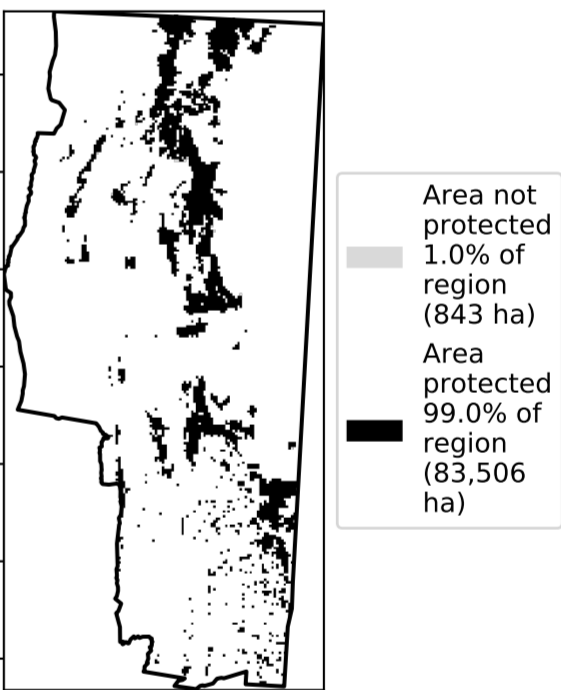 Area not
protected
1.0% of
region
(843 ha)
Area
protected
99.0% of
region
(83,506
ha)